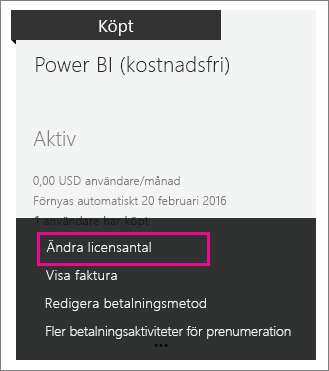 Köpt
Power BI (kostnadsfri)
Aktiv
0,00 USD användare/månad
Förnyas automatiskt 20 februari 2016
1 användare har köpt
Ändra licensantal
Visa faktura
Redigera betalningsmetod
Fler betalningsaktiviteter för prenumeration
...